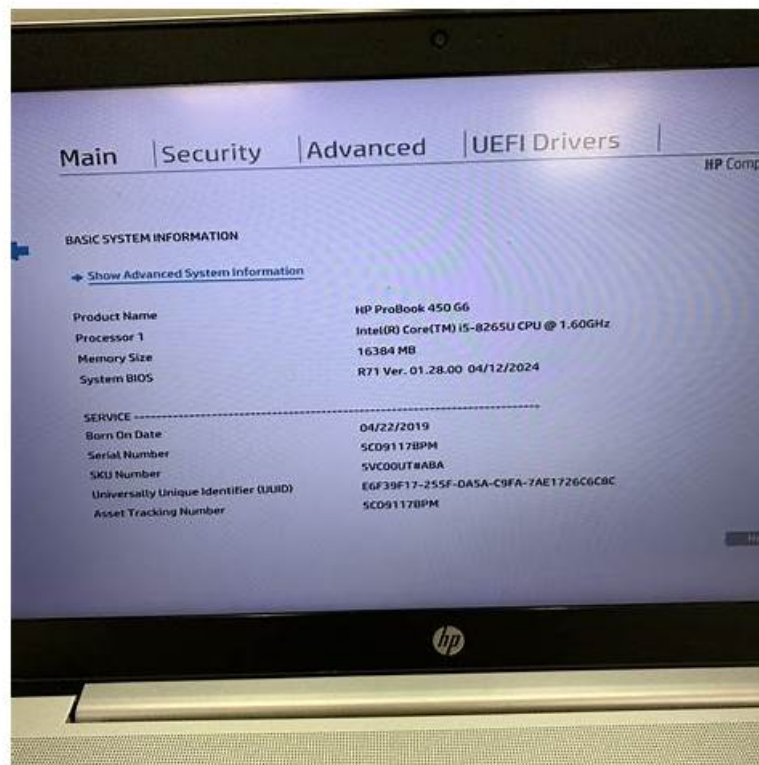 Main | Security | Advanced | UEFI Drivers |
HP Comp
BASIC SYSTEM INFORMATION
Show Advanced System Information
Product Name HP ProBook 450 G6
Processor 1 Intel(R) Core(TM) i5-8265U CPU @ 1.60GHz
Memory Size 16384 MB
System BIOS R71 Ver. 01.28.00 04/12/2024
SERVICE
Born On Date 04/22/2019
Serial Number 5CD9117BPM
SKU Number 5VC00UT#ABA
Universally Unique Identifier (UUID) E6F39F17-255F-DA5A-C9FA-7AE1726C6C8C
Asset Tracking Number 5CD9117BPM
hp